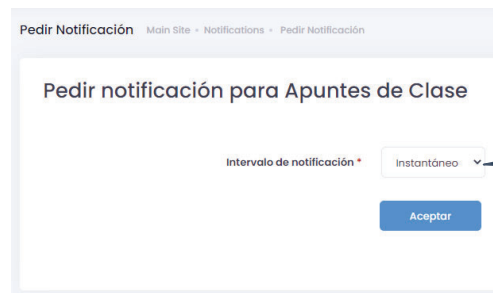 Pedir Notificación Main Site • Notifications • Pedir Notificación
Pedir notificación para Apuntes de Clase
Intervalo de notificación * Instantáneo
Aceptar